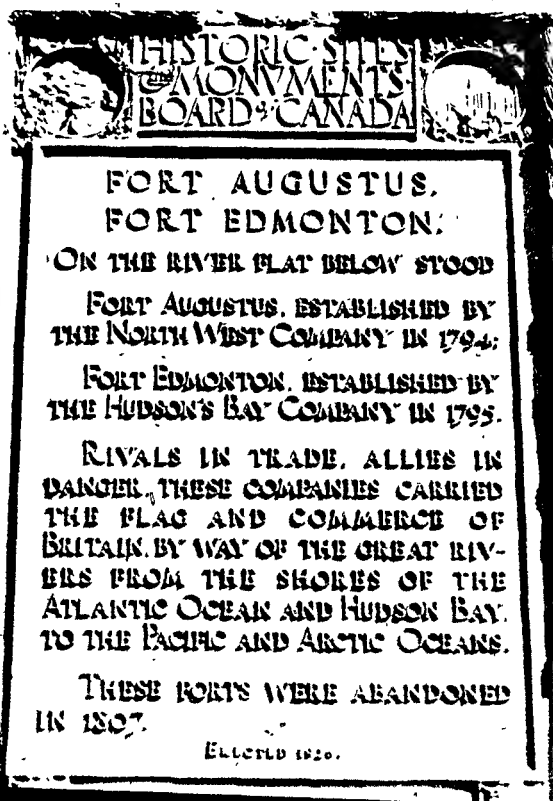 HISTORIC·SITES
& MONVMENTS·
BOARD of CANADA
FORT AUGUSTUS,
FORT EDMONTON.
ON THE RIVER FLAT BELOW STOOD
FORT AUGUSTUS, ESTABLISHED BY
THE NORTH WEST COMPANY IN 1794;
FORT EDMONTON, ESTABLISHED BY
THE HUDSON'S BAY COMPANY IN 1795.
RIVALS IN TRADE, ALLIES IN
DANGER, THESE COMPANIES CARRIED
THE FLAG AND COMMERCE OF
BRITAIN, BY WAY OF THE GREAT RIV-
ERS FROM THE SHORES OF THE
ATLANTIC OCEAN AND HUDSON BAY,
TO THE PACIFIC AND ARCTIC OCEANS.
THESE FORTS WERE ABANDONED
IN 1807.
ERECTED